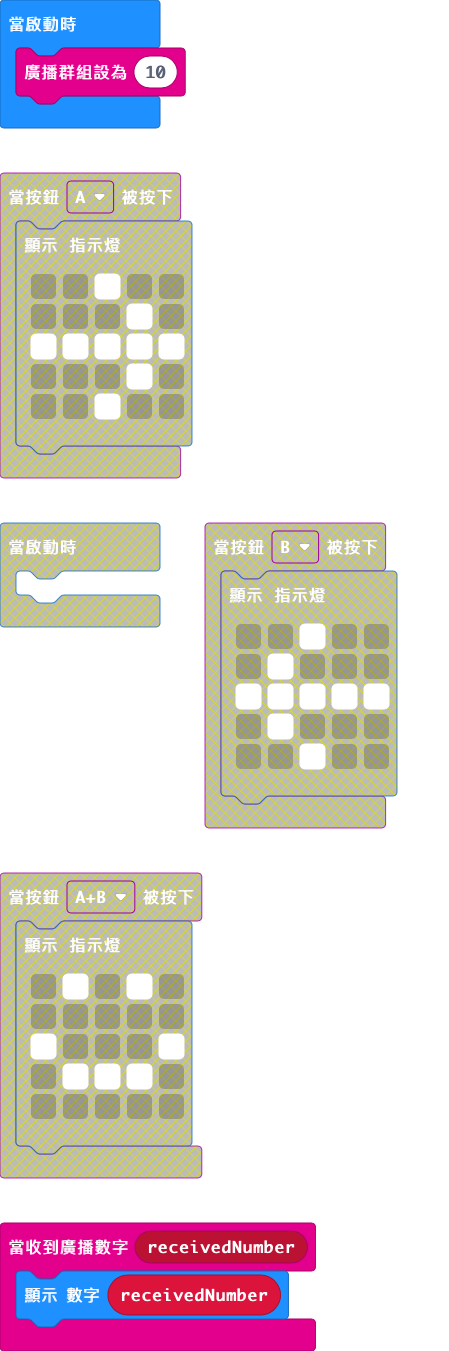 當啟動時
廣播群組設為 10
當按鈕 A 被按下
顯示 指示燈
當啟動時
當按鈕 B 被按下
顯示 指示燈
當按鈕 A+B 被按下
顯示 指示燈
當收到廣播數字 receivedNumber
顯示 數字 receivedNumber